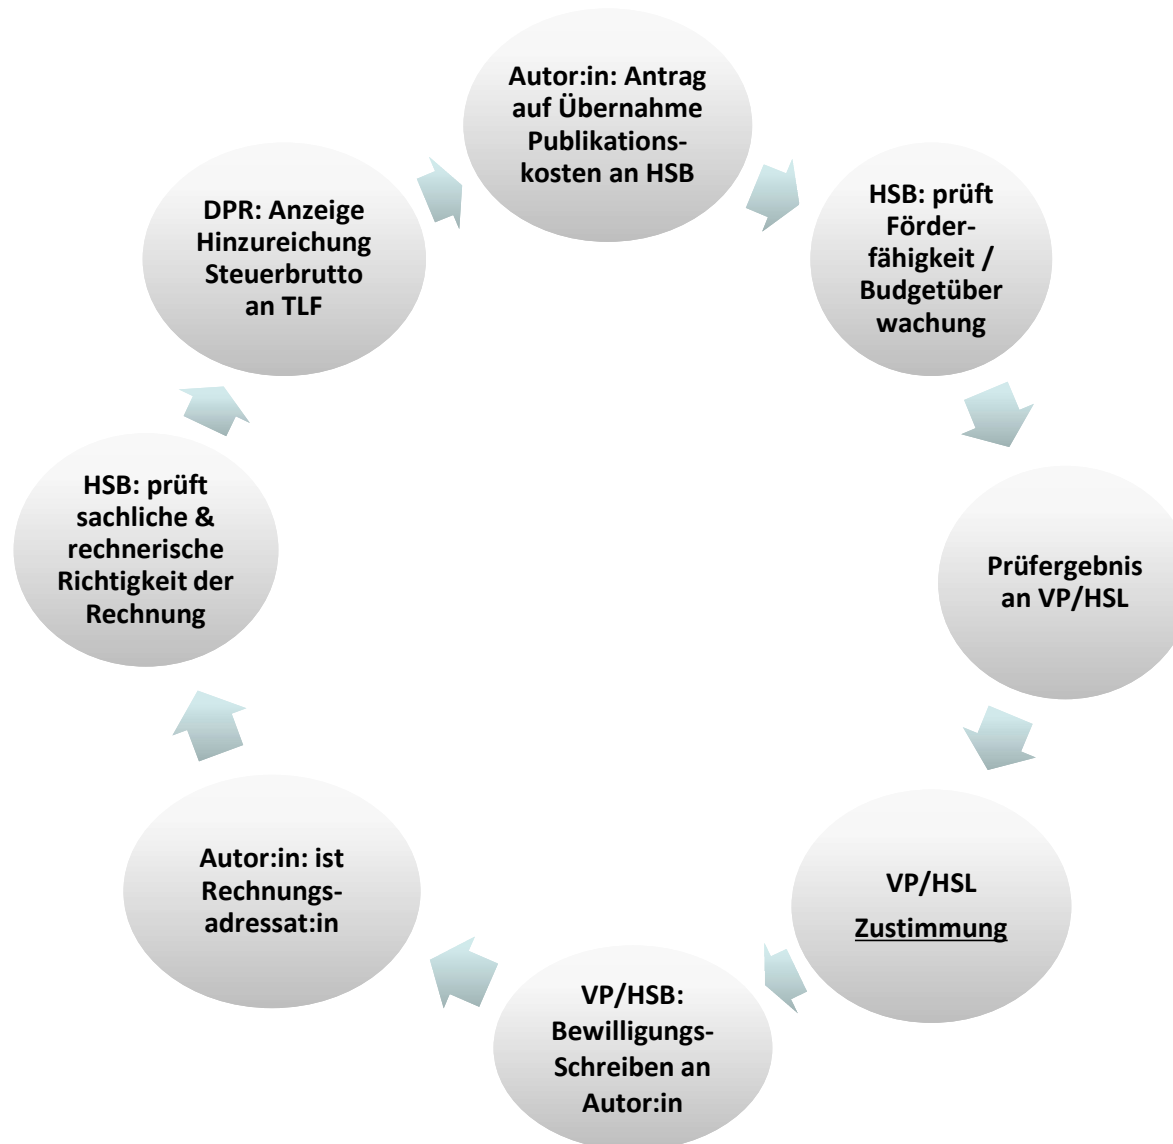 Autor:in: Antrag
auf Übernahme
Publikations-
kosten an HSB
HSB: prüft
Förder-
fähigkeit /
Budgetüber
wachung
Prüfergebnis
an VP/HSL
VP/HSL
Zustimmung
VP/HSB:
Bewilligungs-
Schreiben an
Autor:in
Autor:in: ist
Rechnungs-
adressat:in
HSB: prüft
sachliche &
rechnerische
Richtigkeit der
Rechnung
DPR: Anzeige
Hinzureichung
Steuerbrutto
an TLF